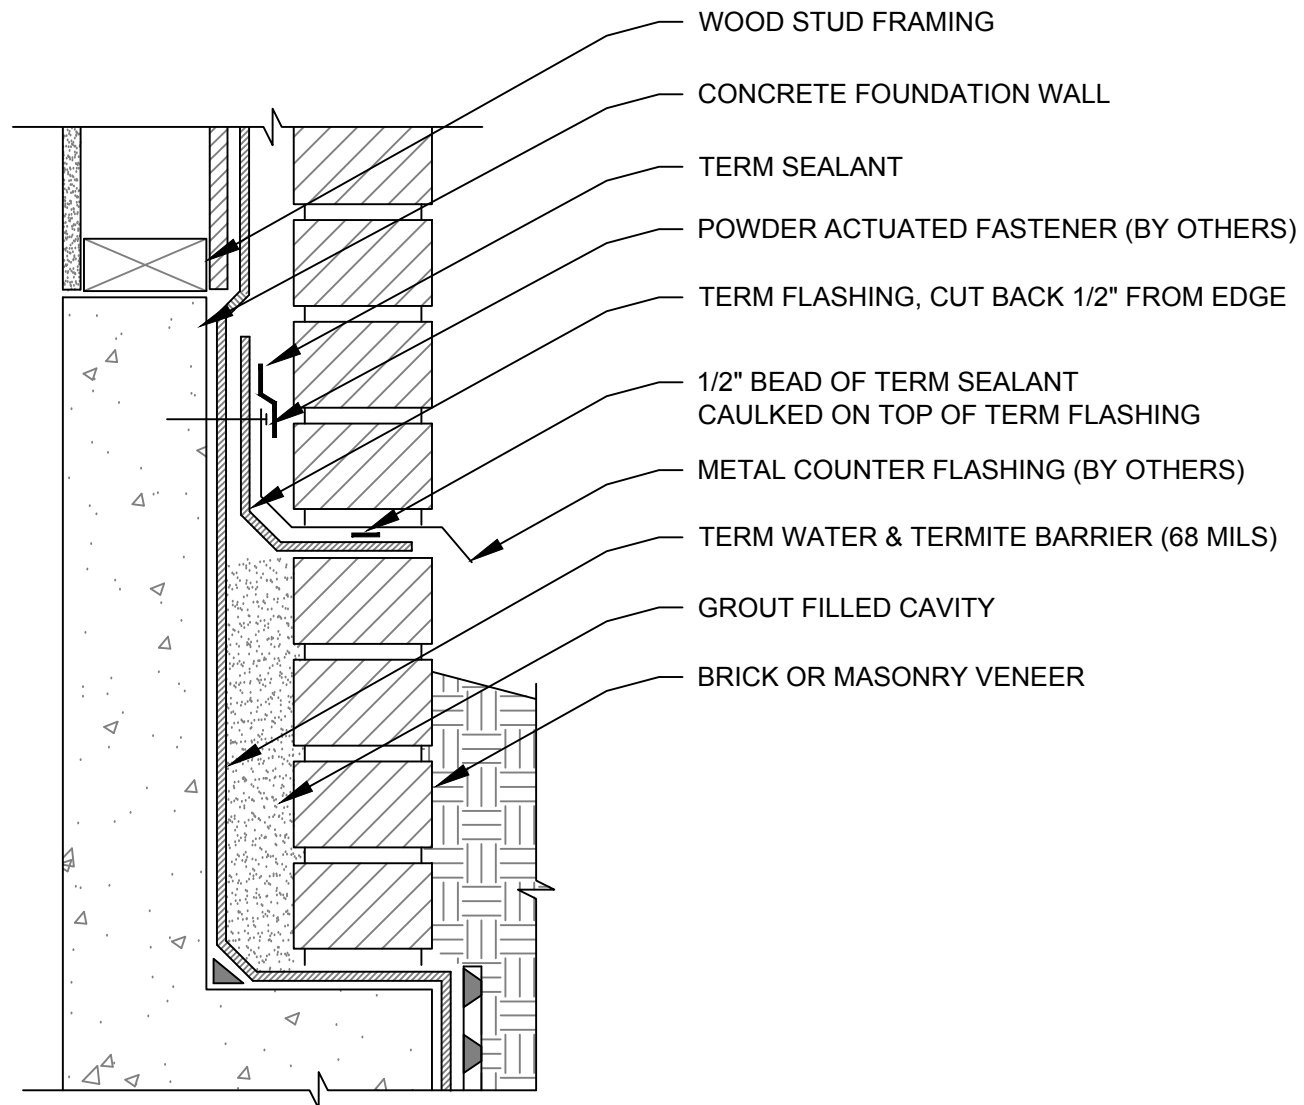 WOOD STUD FRAMING
CONCRETE FOUNDATION WALL
TERM SEALANT
POWDER ACTUATED FASTENER (BY OTHERS)
TERM FLASHING, CUT BACK 1/2" FROM EDGE
1/2" BEAD OF TERM SEALANT
CAULKED ON TOP OF TERM FLASHING
METAL COUNTER FLASHING (BY OTHERS)
TERM WATER & TERMITE BARRIER (68 MILS)
GROUT FILLED CAVITY
BRICK OR MASONRY VENEER